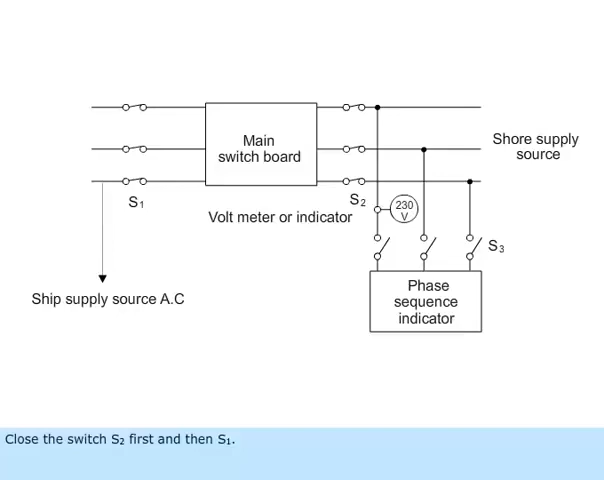 Main
switch board
Shore supply
source
S₁
S₂
Volt meter or indicator
230
V
S₃
Phase
sequence
indicator
Ship supply source A.C
Close the switch S₂ first and then S₁.